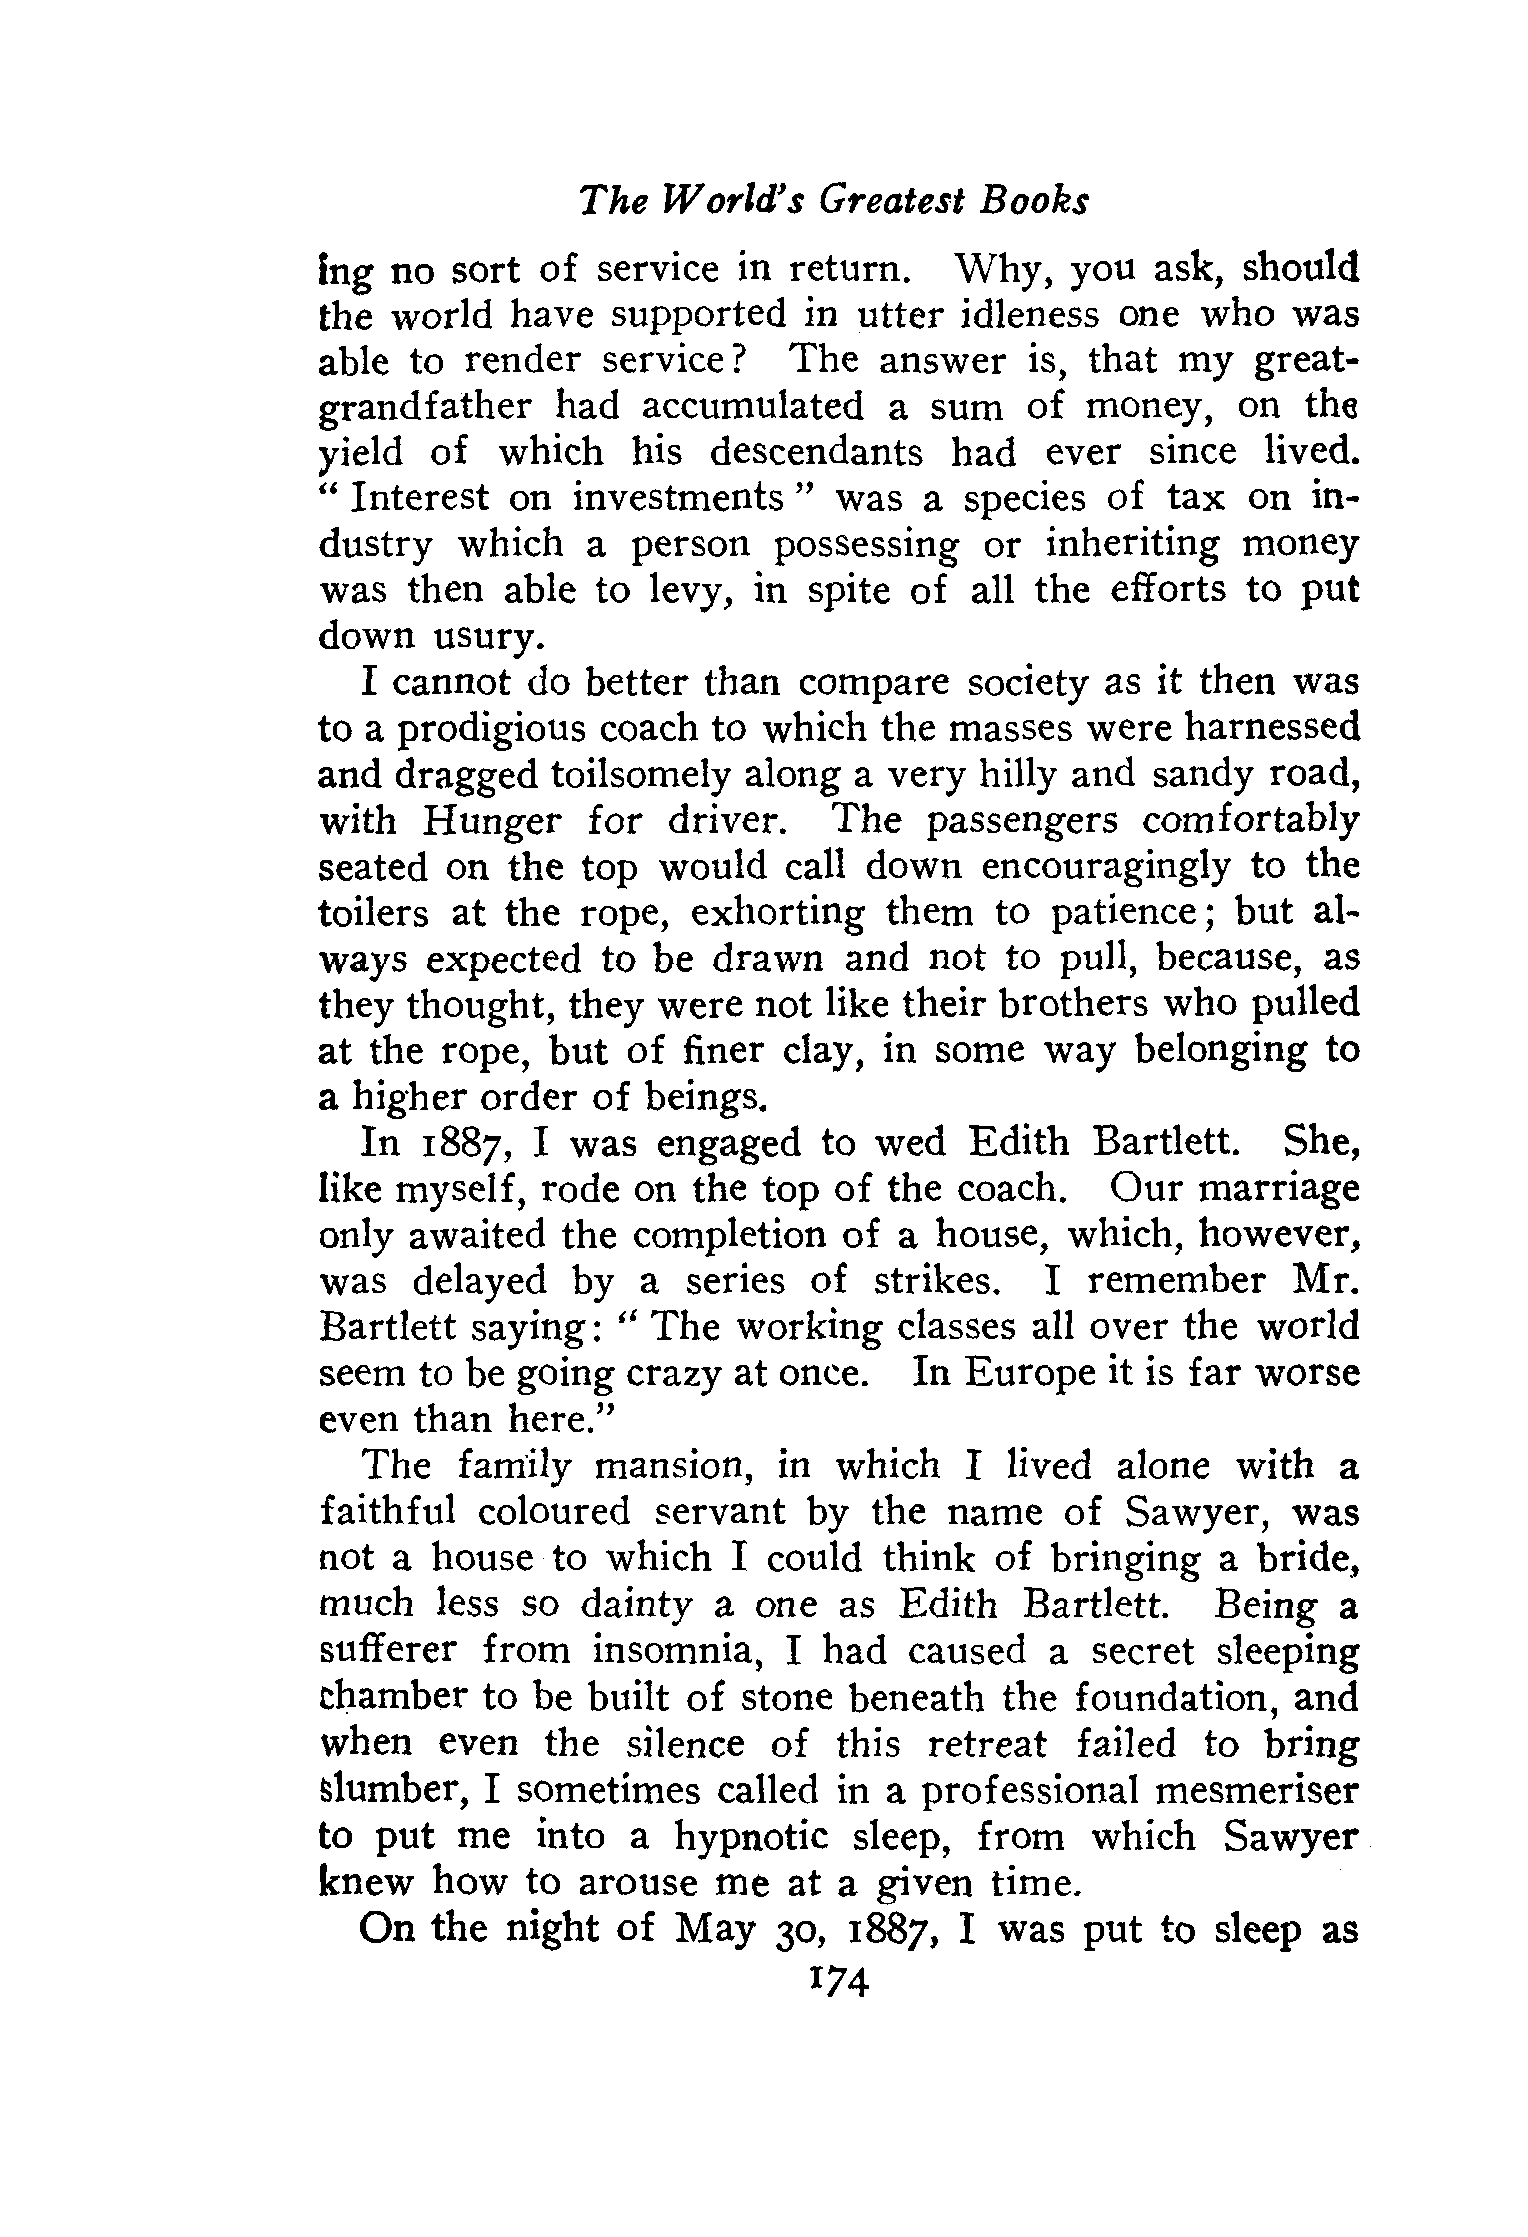 The World's Greatest Books
ing no sort of service in return. Why, you ask, should
the world have supported in utter idleness one who was
able to render service? The answer is, that my great-
grandfather had accumulated a sum of money, on the
yield of which his descendants had ever since lived.
" Interest on investments " was a species of tax on in-
dustry which a person possessing or inheriting money
was then able to levy, in spite of all the efforts to put
down usury.
I cannot do better than compare society as it then was
to a prodigious coach to which the masses were harnessed
and dragged toilsomely along a very hilly and sandy road,
with Hunger for driver. The passengers comfortably
seated on the top would call down encouragingly to the
toilers at the rope, exhorting them to patience; but al-
ways expected to be drawn and not to pull, because, as
they thought, they were not like their brothers who pulled
at the rope, but of finer clay, in some way belonging to
a higher order of beings.
In 1887, I was engaged to wed Edith Bartlett. She,
like myself, rode on the top of the coach. Our marriage
only awaited the completion of a house, which, however,
was delayed by a series of strikes. I remember Mr.
Bartlett saying: " The working classes all over the world
seem to be going crazy at once. In Europe it is far worse
even than here."
The family mansion, in which I lived alone with a
faithful coloured servant by the name of Sawyer, was
not a house to which I could think of bringing a bride,
much less so dainty a one as Edith Bartlett. Being a
sufferer from insomnia, I had caused a secret sleeping
chamber to be built of stone beneath the foundation, and
when even the silence of this retreat failed to bring
slumber, I sometimes called in a professional mesmeriser
to put me into a hypnotic sleep, from which Sawyer
knew how to arouse me at a given time.
On the night of May 30, 1887, I was put to sleep as
174